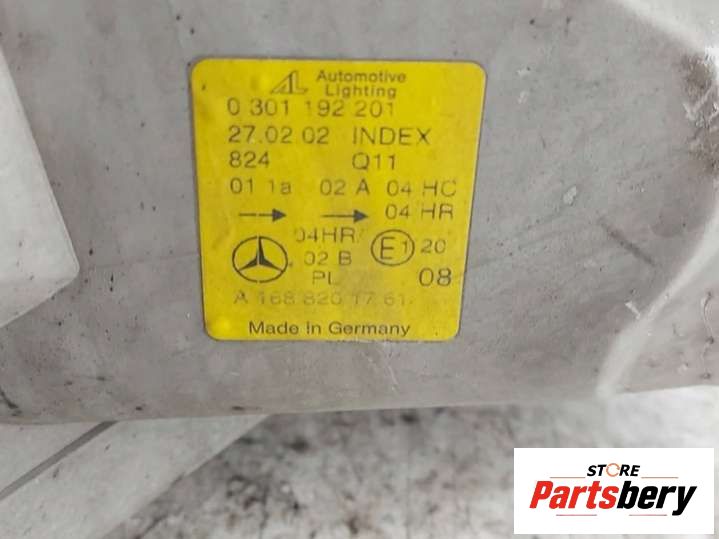 AL Automotive
Lighting
0 301 192 201
27.02 02 INDEX
824 Q11
01 1a 02 A 04 HC
→ → 04 HR
04HR/ E1 20
02 B
PL 08
A 168 820 17 61
Made in Germany
STORE
Partsbery